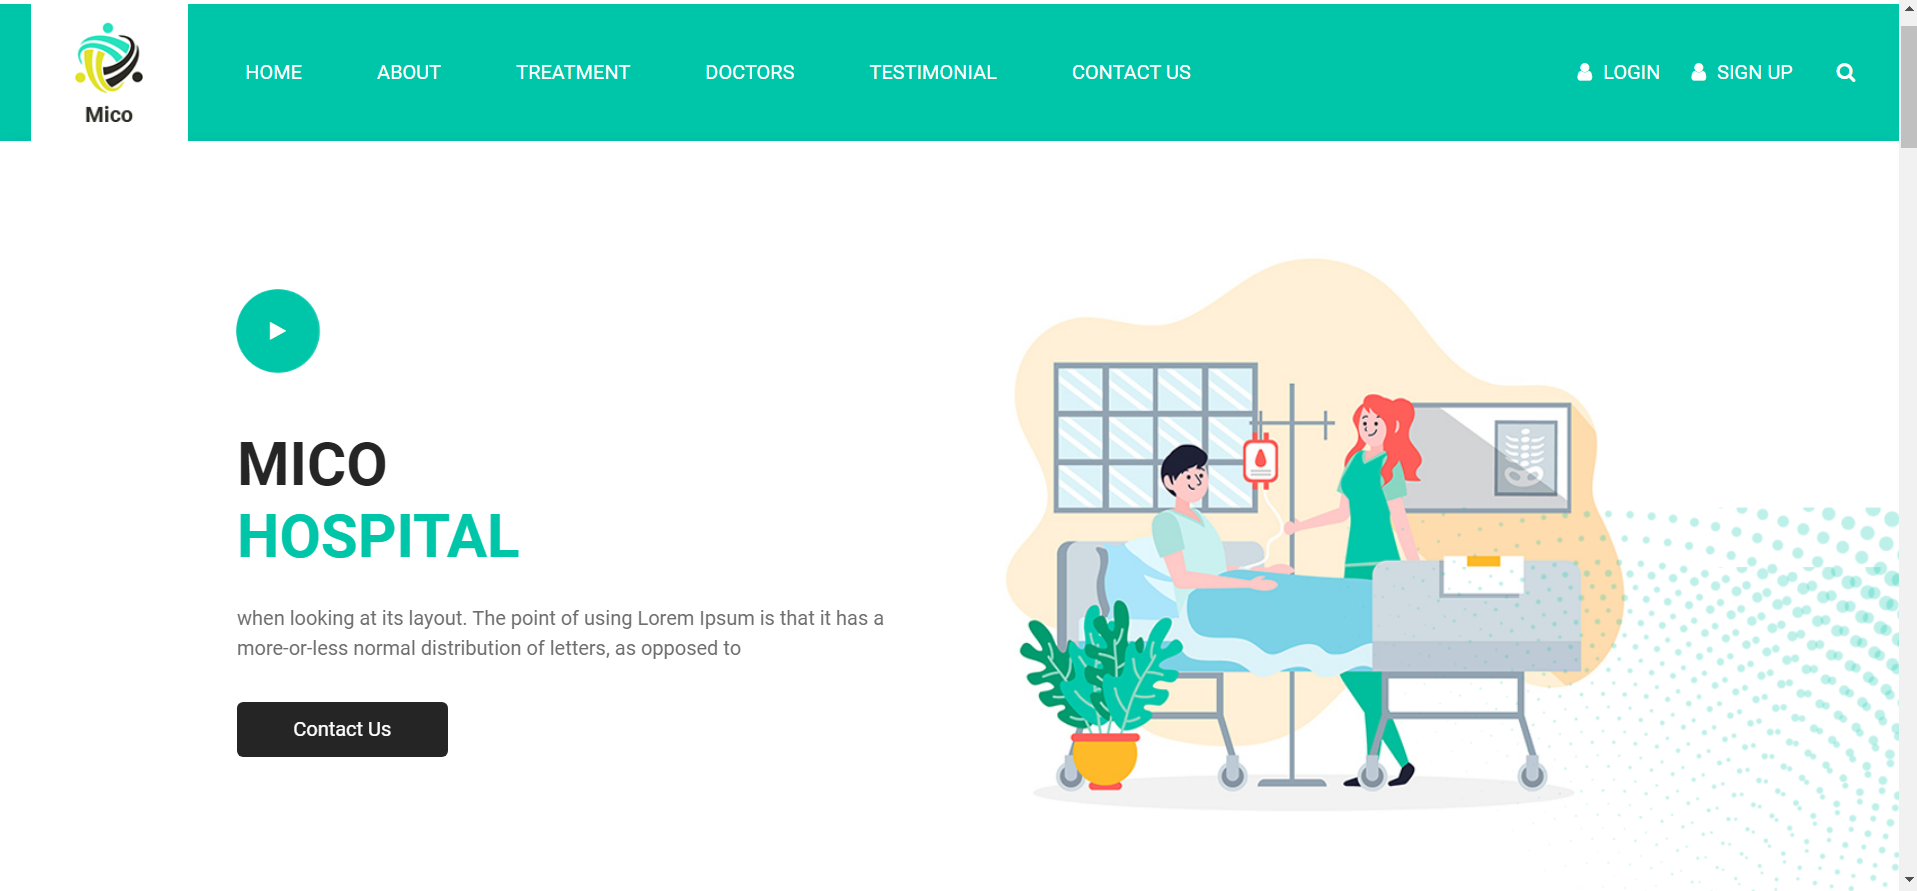 Mico
HOME ABOUT TREATMENT DOCTORS TESTIMONIAL CONTACT US LOGIN SIGN UP
MICO
HOSPITAL
when looking at its layout. The point of using Lorem Ipsum is that it has a
more-or-less normal distribution of letters, as opposed to
Contact Us